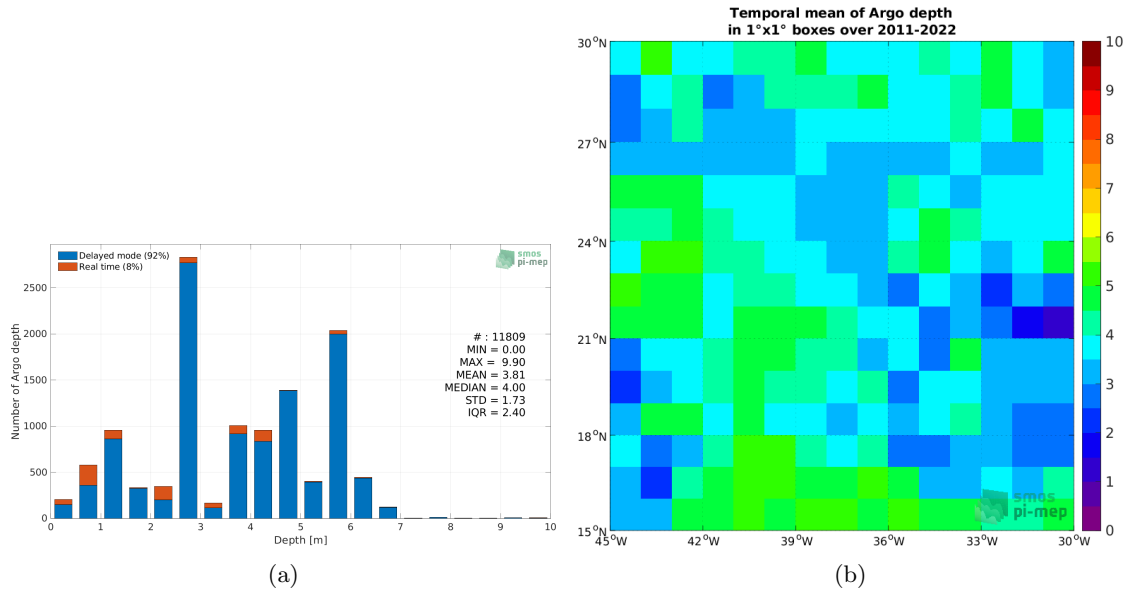 Delayed mode (92%)
Real time (8%)
smos
pi-mep
# : 11809
MIN = 0.00
MAX = 9.90
MEAN = 3.81
MEDIAN = 4.00
STD = 1.73
IQR = 2.40
Number of Argo depth
2500
2000
1500
1000
500
0
0 1 2 3 4 5 6 7 8 9 10
Depth [m]
(a)
Temporal mean of Argo depth
in 1°x1° boxes over 2011-2022
30°N
27°N
24°N
21°N
18°N
15°N
45°W 42°W 39°W 36°W 33°W 30°W
10
9
8
7
6
5
4
3
2
1
0
smos
pi-mep
(b)